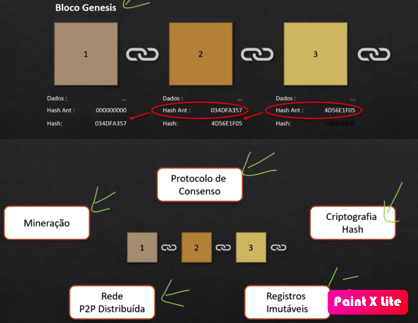 Bloco Genesis
1
2
3
Dados : ... Dados : ... Dados : ...
Hash Ant : 000000000 Hash Ant : 034DFA357 Hash Ant : 4D56E1F05
Hash: 034DFA357 Hash: 4D56E1F05 Hash:
Protocolo de
Consenso
Mineração
Criptografia
Hash
1
2
3
Rede
P2P Distribuída
Registros
Imutáveis
Paint X Lite